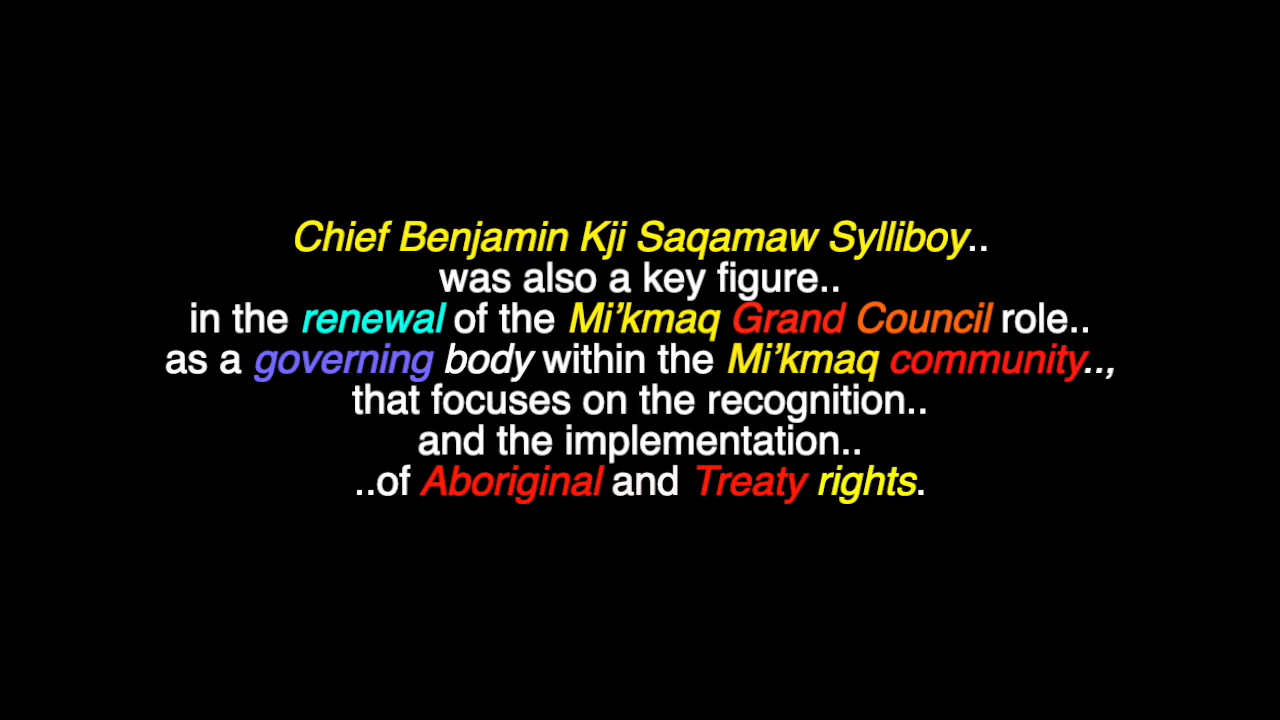 Chief Benjamin Kji Saqamaw Sylliboy..
was also a key figure..
in the renewal of the Mi’kmaq Grand Council role..
as a governing body within the Mi’kmaq community..,
that focuses on the recognition..
and the implementation..
..of Aboriginal and Treaty rights.